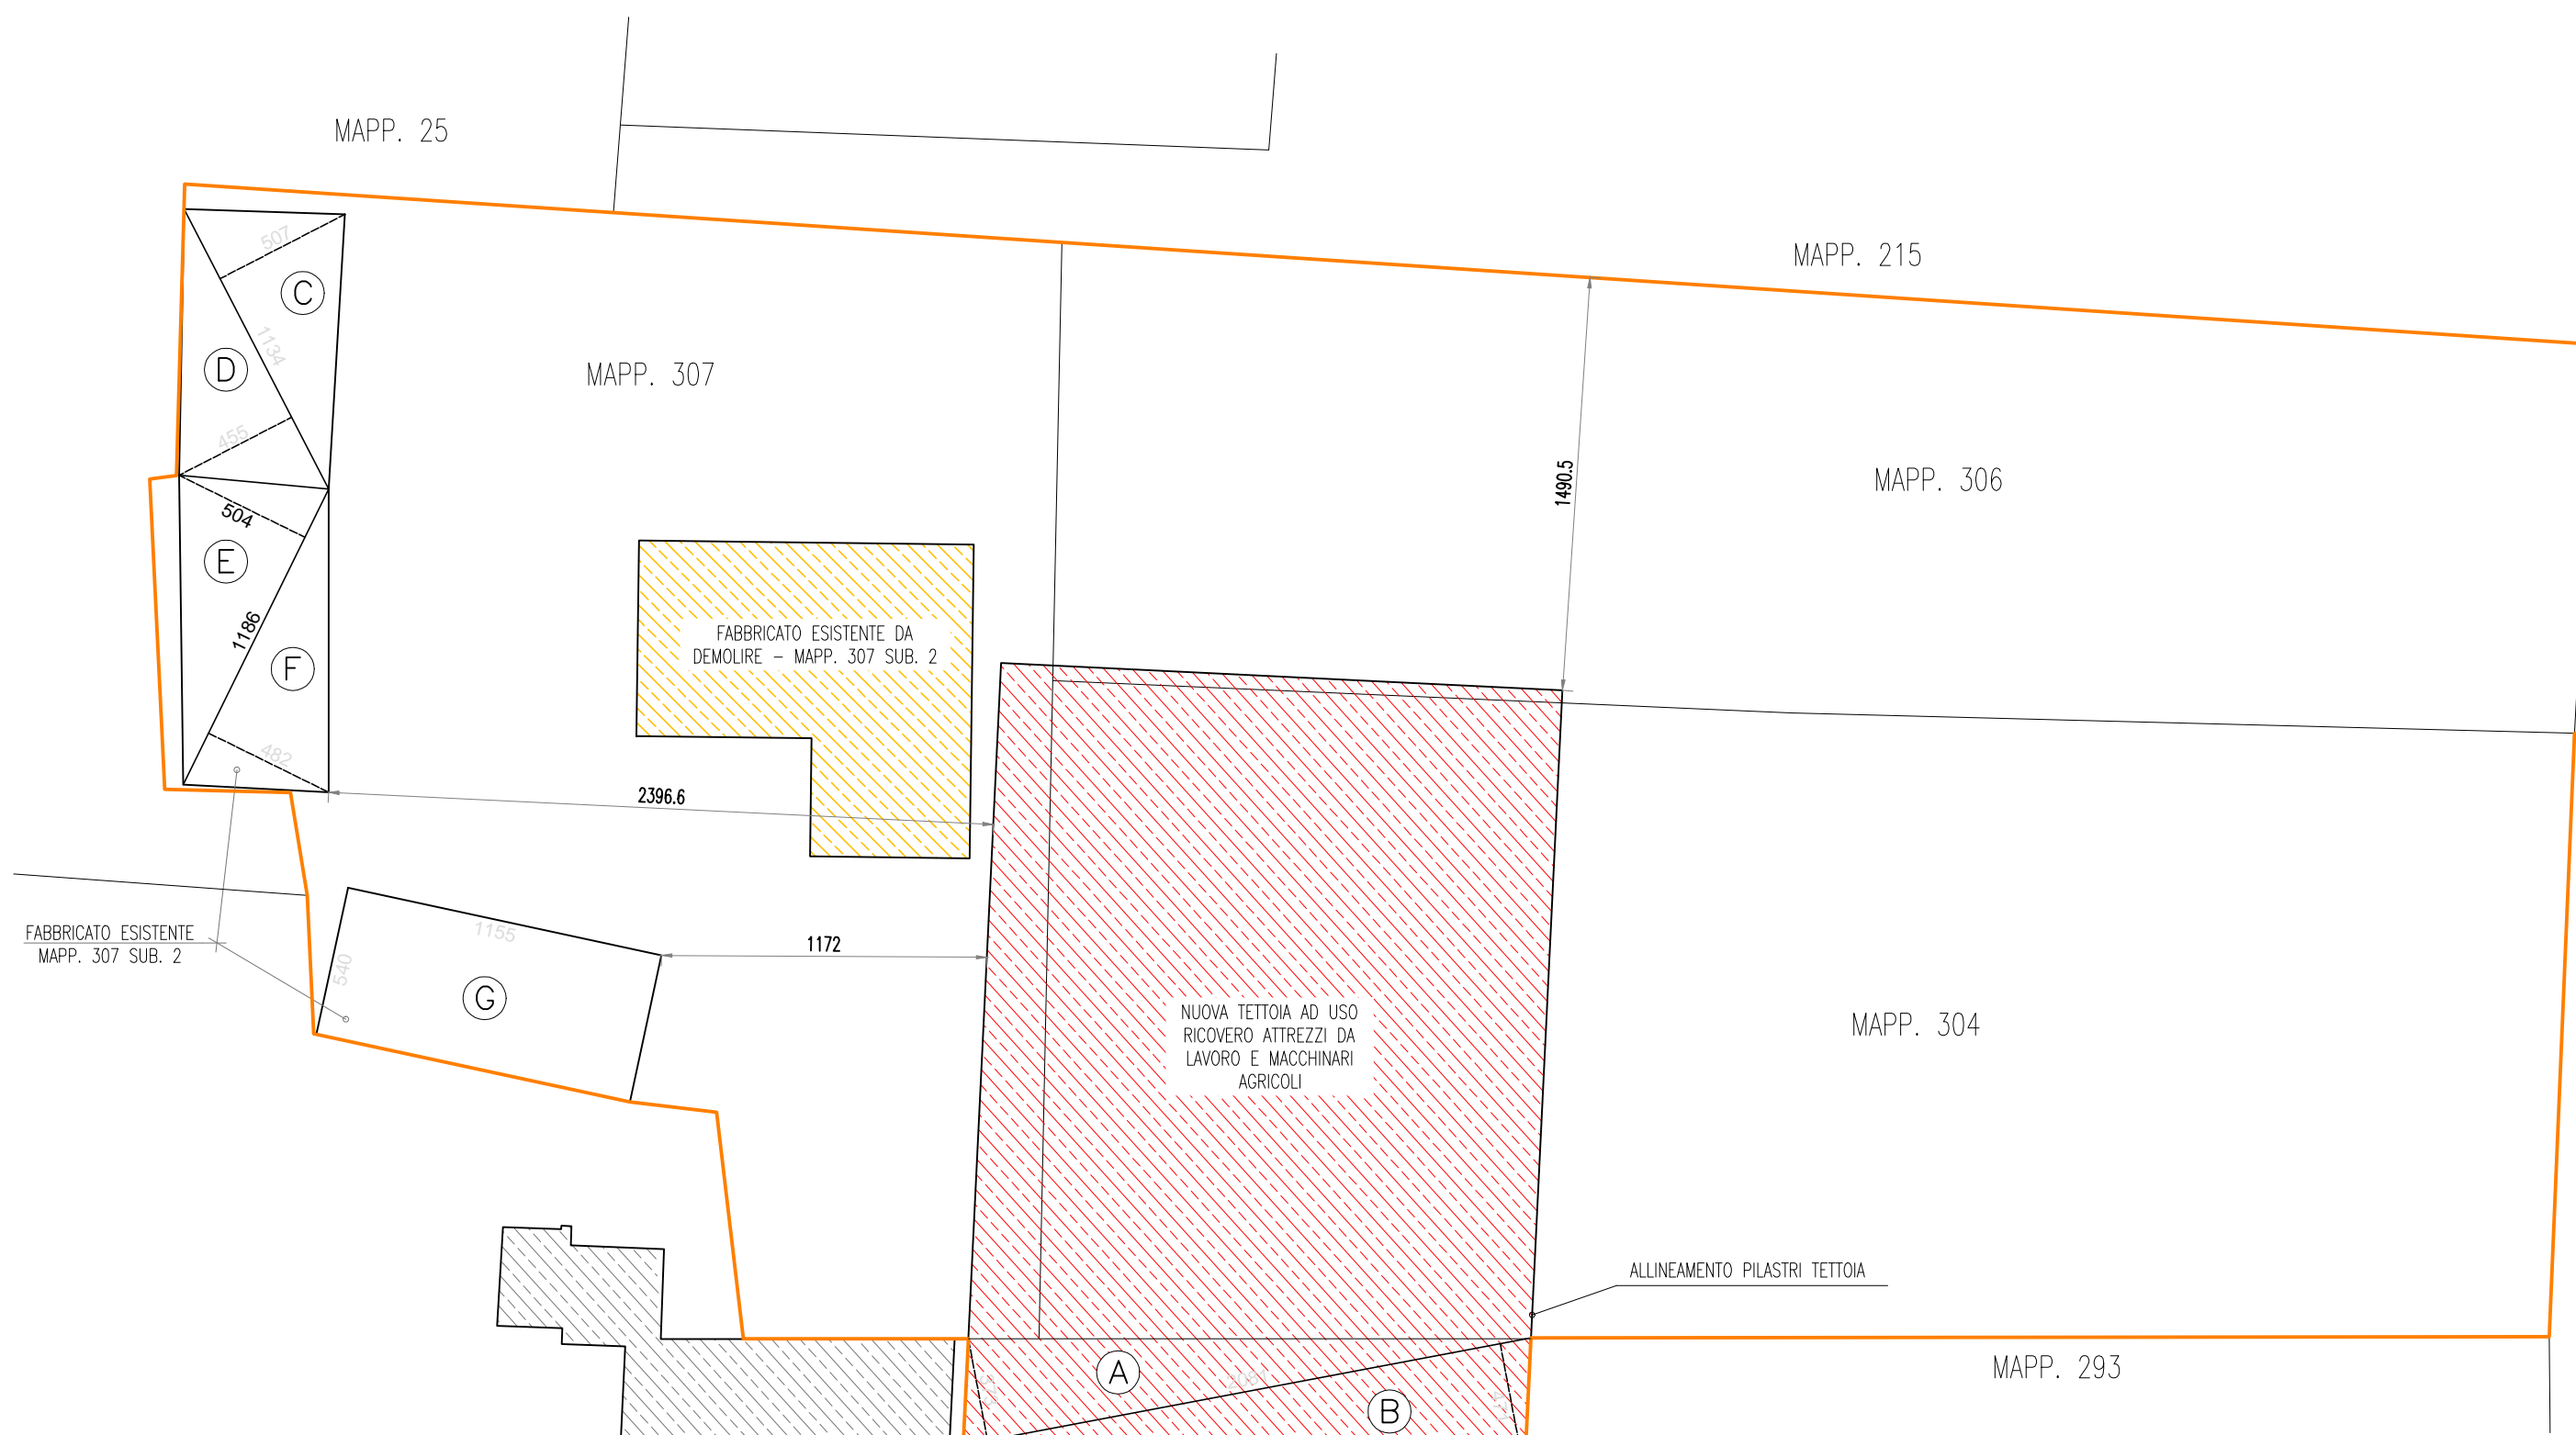 MAPP. 25
MAPP. 215
507
C
1134
D
MAPP. 307
455
MAPP. 306
1490.5
504
E
1186
F
FABBRICATO ESISTENTE DA
DEMOLIRE – MAPP. 307 SUB. 2
482
2396.6
FABBRICATO ESISTENTE
MAPP. 307 SUB. 2
1155
540
G
1172
NUOVA TETTOIA AD USO
RICOVERO ATTREZZI DA
LAVORO E MACCHINARI
AGRICOLI
MAPP. 304
ALLINEAMENTO PILASTRI TETTOIA
MAPP. 293
A
2081
B